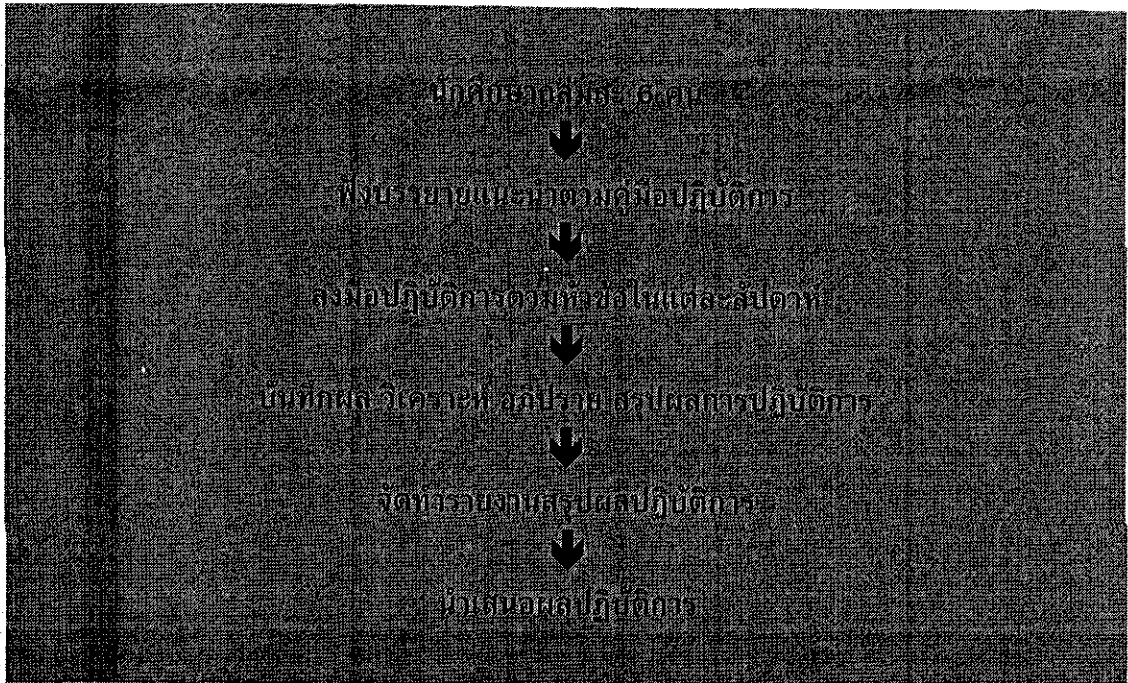 นักศึกษากลุ่มละ 6 คน
ฟังบรรยายแนะนำตามคู่มือปฏิบัติการ
ลงมือปฏิบัติการตามหัวข้อในแต่ละสัปดาห์
บันทึกผล วิเคราะห์ อภิปราย สรุปผลการปฏิบัติการ
จัดทำรายงานสรุปผลปฏิบัติการ
นำเสนอผลปฏิบัติการ